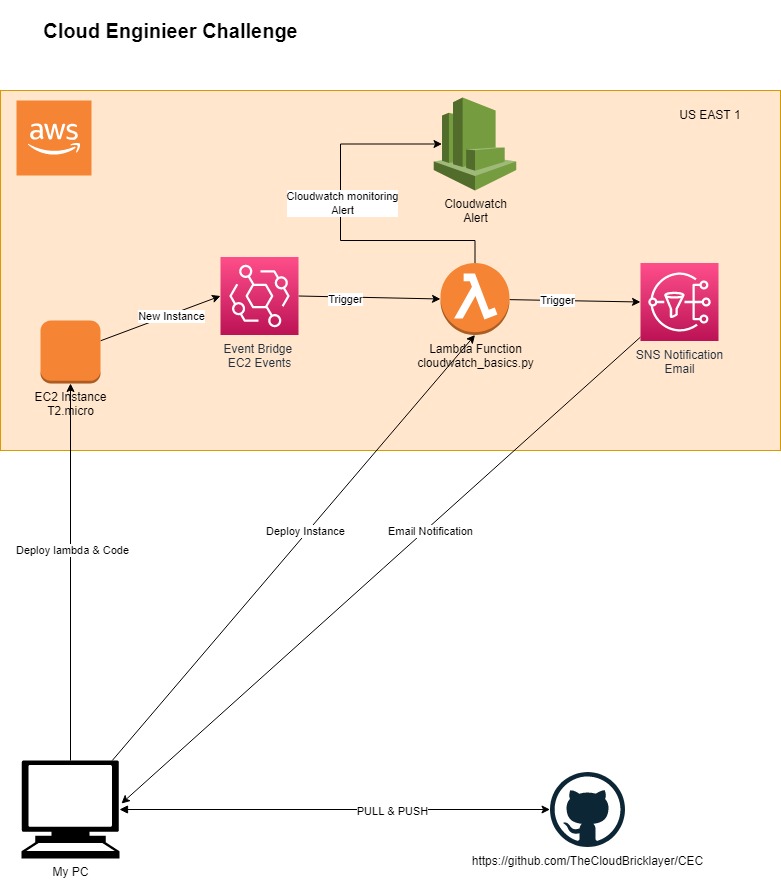 Cloud Enginieer Challenge
aws
US EAST 1
Cloudwatch monitoring
Alert
Cloudwatch
Alert
New Instance
Trigger
Trigger
Event Bridge
EC2 Events
Lambda Function
cloudwatch_basics.py
SNS Notification
Email
EC2 Instance
T2.micro
Deploy Instance
Email Notification
Deploy lambda & Code
PULL & PUSH
My PC
https://github.com/TheCloudBricklayer/CEC